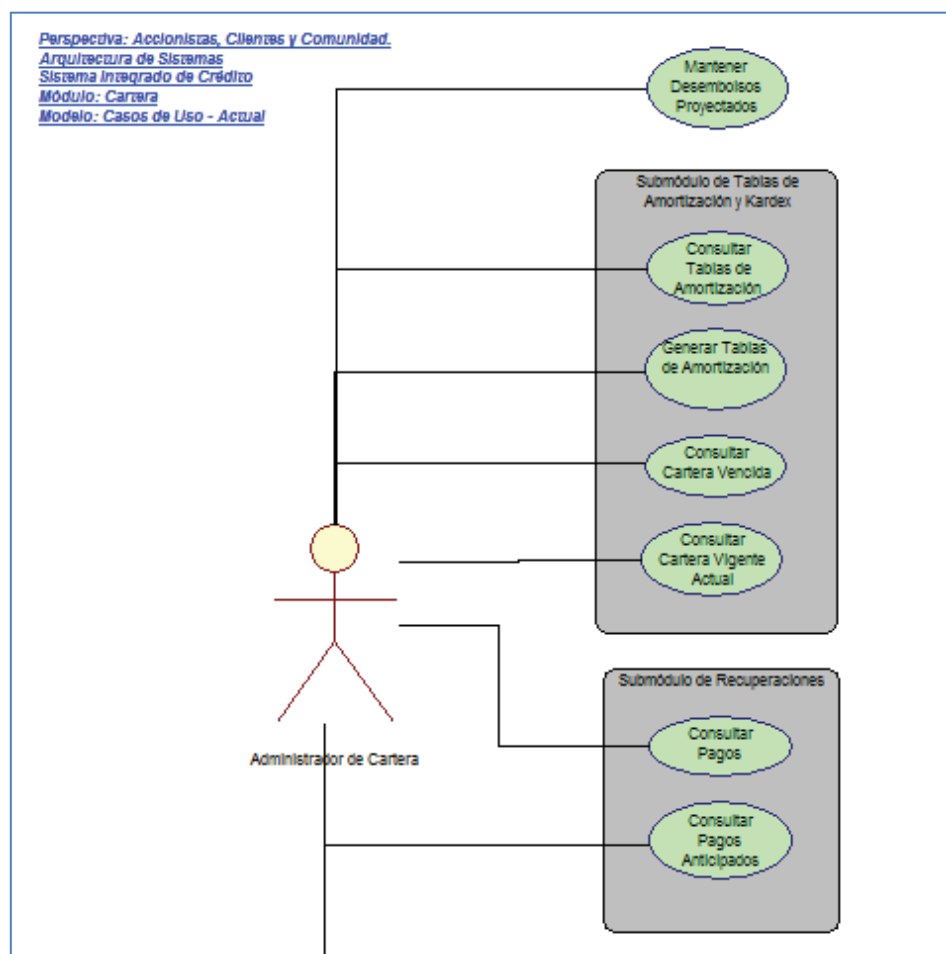 Perspectiva: Accionistas, Clientes y Comunidad.
Arquitectura de Sistemas
Sistema Integrado de Crédito
Módulo: Cartera
Modelo: Casos de Uso - Actual
Mantener
Desembolsos
Proyectados
Submódulo de Tablas de
Amortización y Kardex
Consultar
Tablas de
Amortización
Generar Tablas
de Amortización
Consultar
Cartera Vencida
Consultar
Cartera Vigente
Actual
Administrador de Cartera
Submódulo de Recuperaciones
Consultar
Pagos
Consultar
Pagos
Anticipados